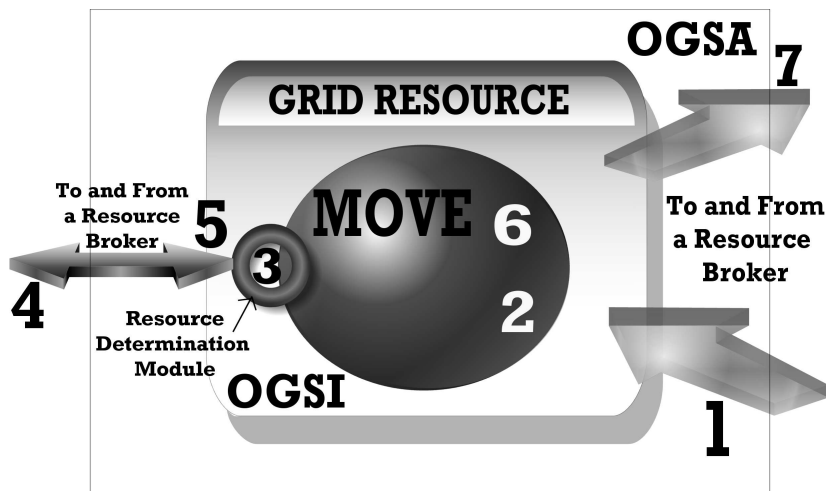 OGSA
7
GRID RESOURCE
To and From
a Resource
Broker
5
MOVE
6
To and From
a Resource
Broker
3
4
2
Resource
Determination
Module
OGSI
1